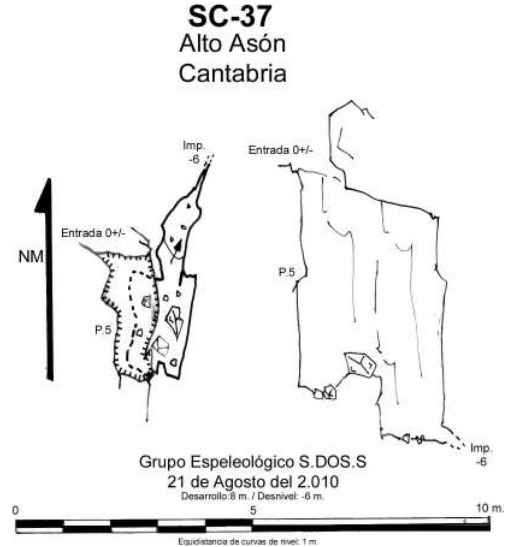 SC-37
Alto Asón
Cantabria
Imp.
-6
Entrada 0+/-
Entrada 0+/-
NM
P.5
P.5
Imp.
-6
Grupo Espeleológico S.DOS.S
21 de Agosto del 2.010
Desarrollo:8 m. / Desnivel: -6 m.
0
5
10 m.
Equidistancia de curvas de nivel: 1 m.